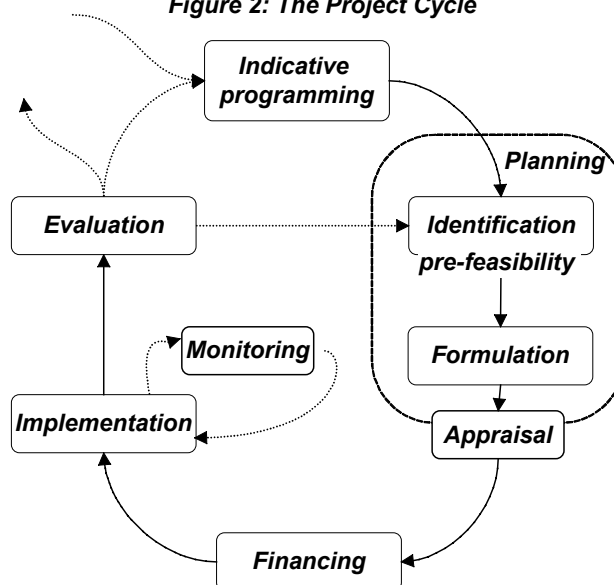 Figure 2: The Project Cycle
Indicative
programming
Planning
Evaluation
Identification
pre-feasibility
Monitoring
Formulation
Implementation
Appraisal
Financing